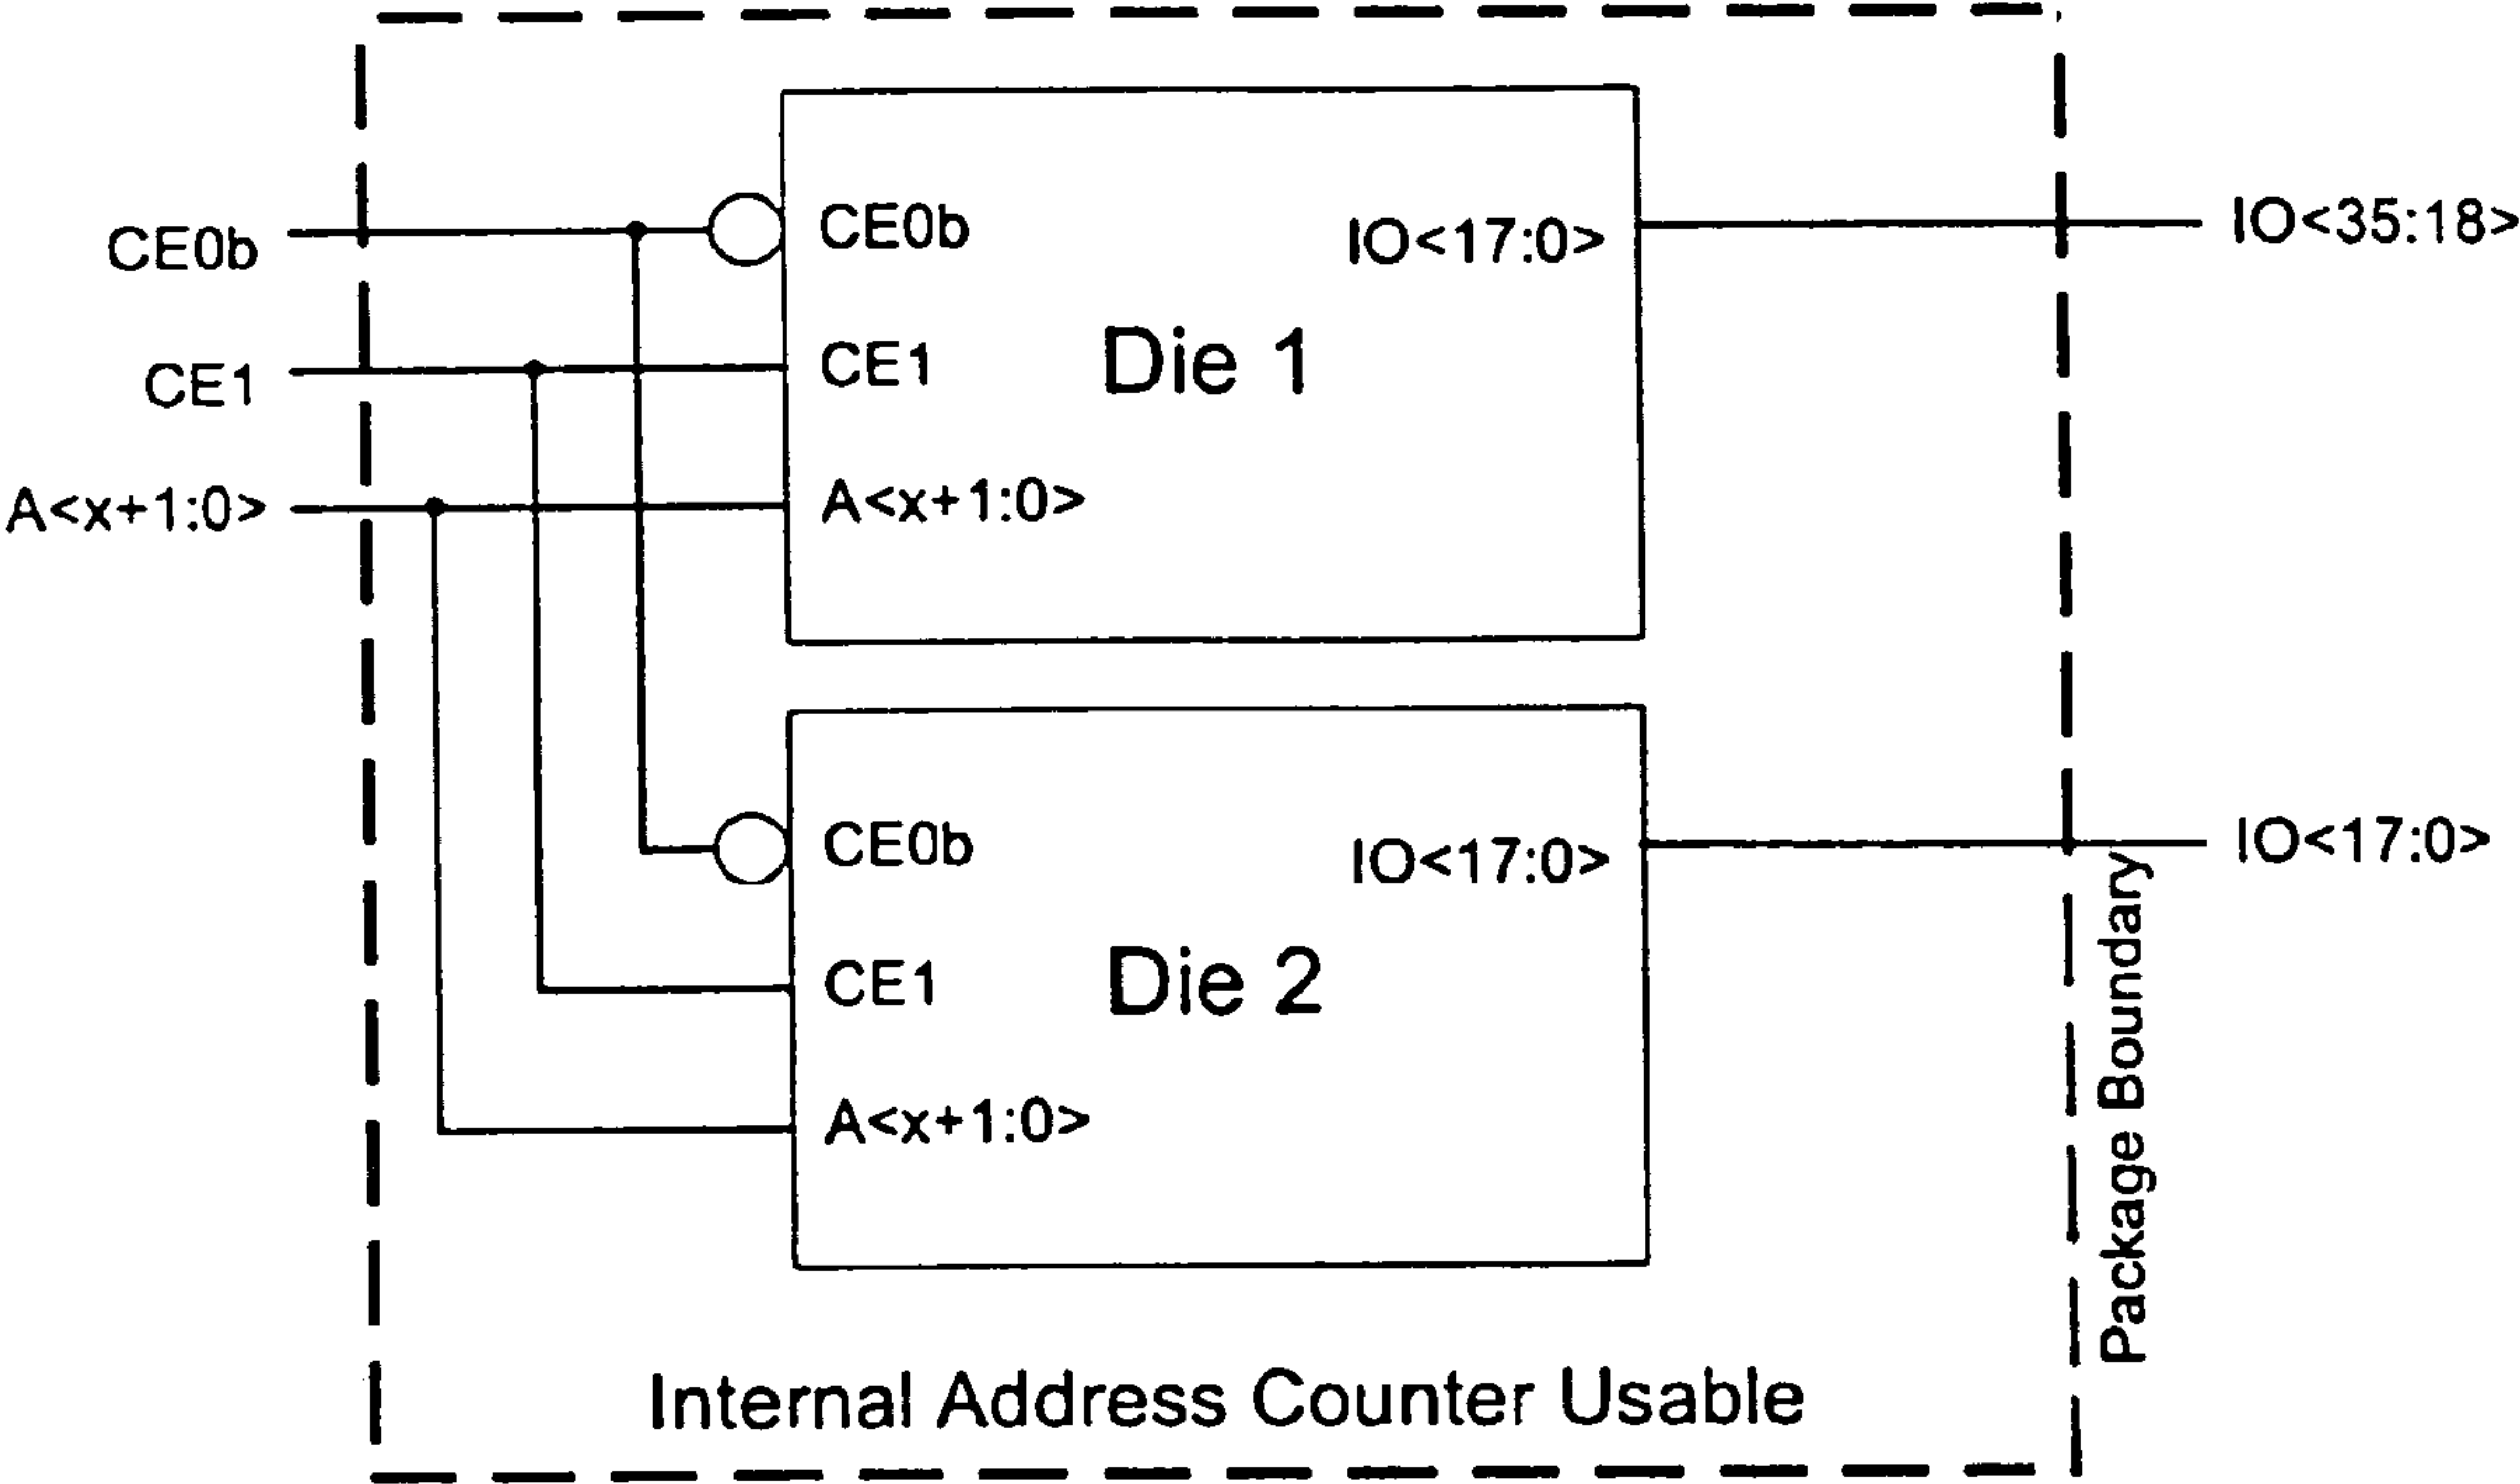 CE0b
CE1
A<x+1:0>
CE0b
CE1
A<x+1:0>
IO<17:0>
Die 1
IO<35:18>
CE0b
CE1
A<x+1:0>
IO<17:0>
Die 2
IO<17:0>
Package Boundary
Internal Address Counter Usable